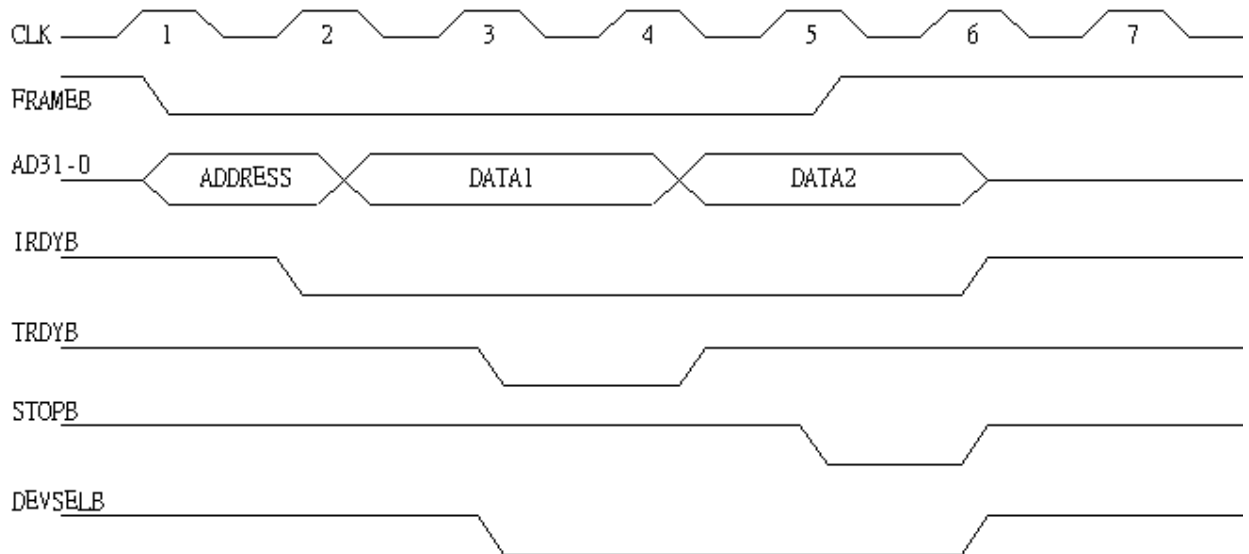 CLK 1 2 3 4 5 6 7
FRAMEB
AD31-0 ADDRESS DATA1 DATA2
IRDYB
TRDYB
STOPB
DEVSELB